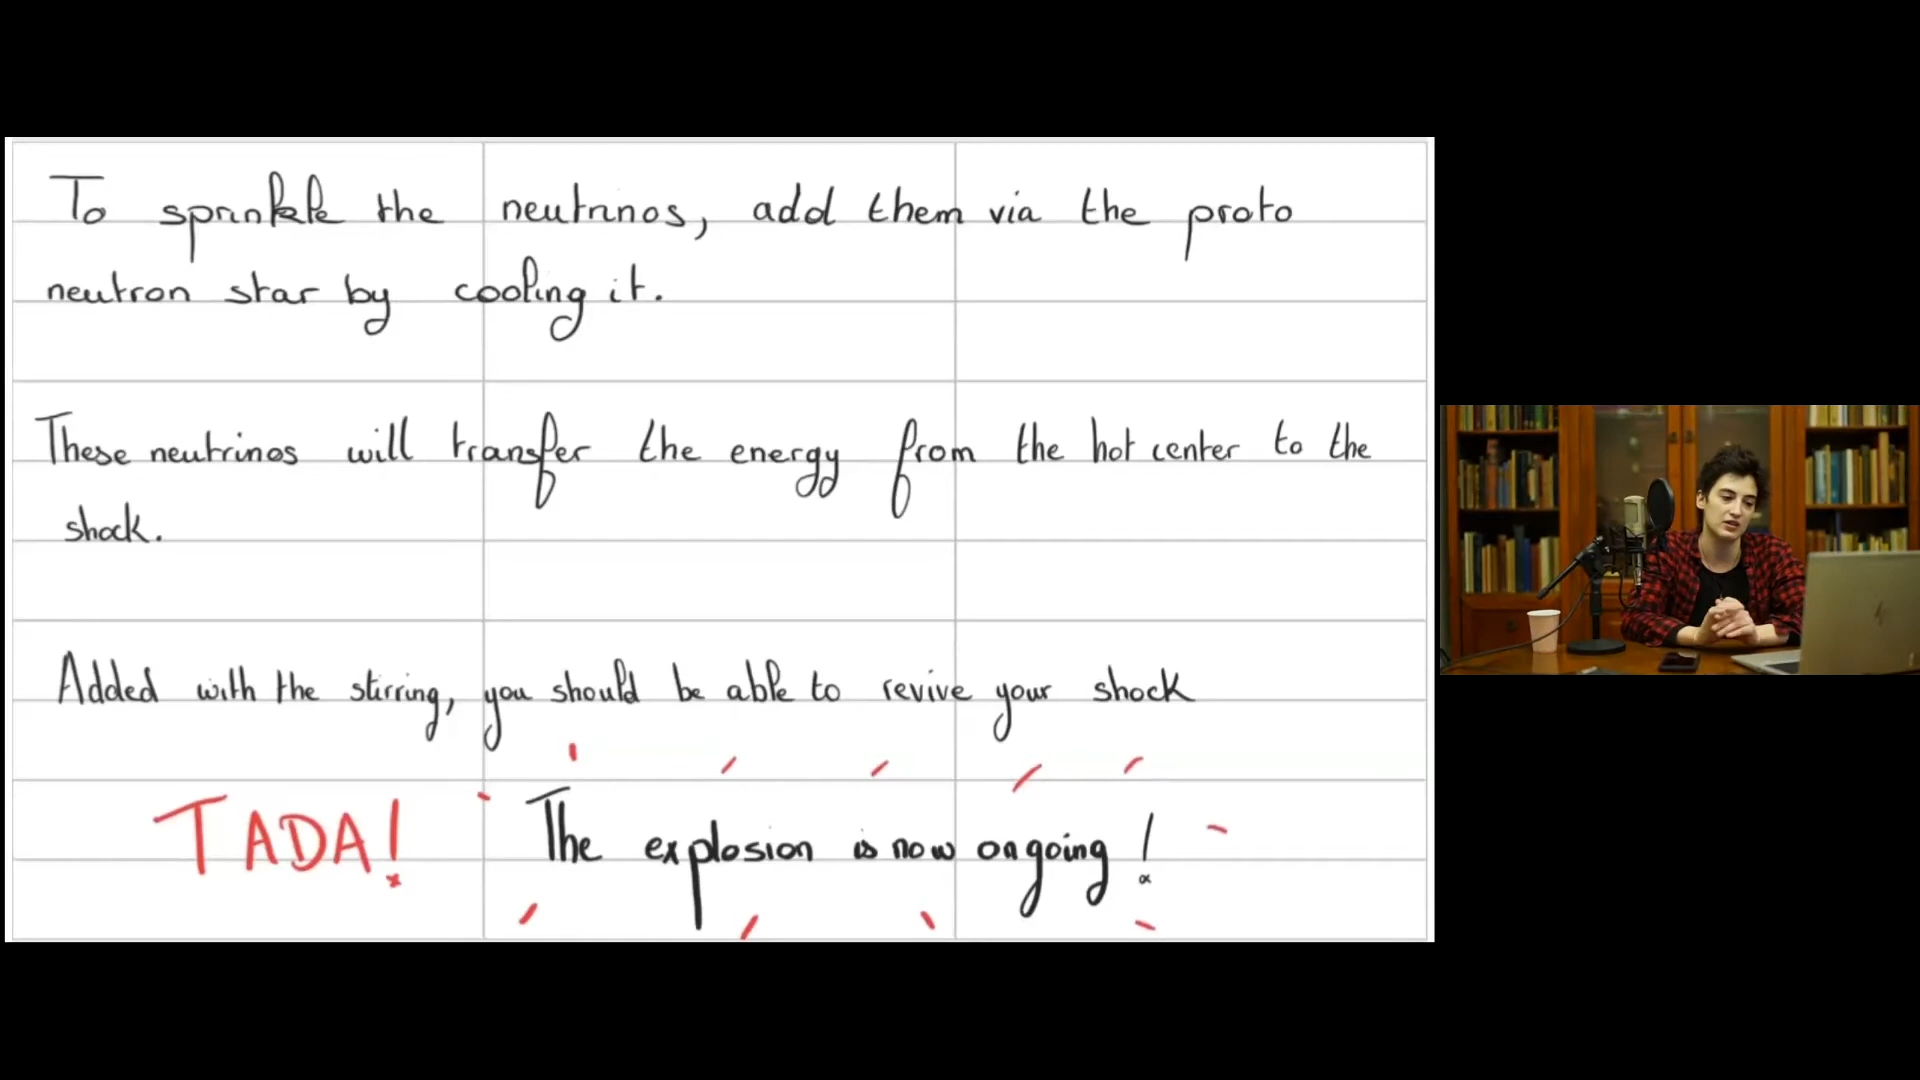 To sprinkle the neutrinos, add them via the proto
neutron star by cooling it.
These neutrinos will transfer the energy from the hot center to the
shock.
Added with the stirring, you should be able to revive your shock
TADA! The explosion is now ongoing!